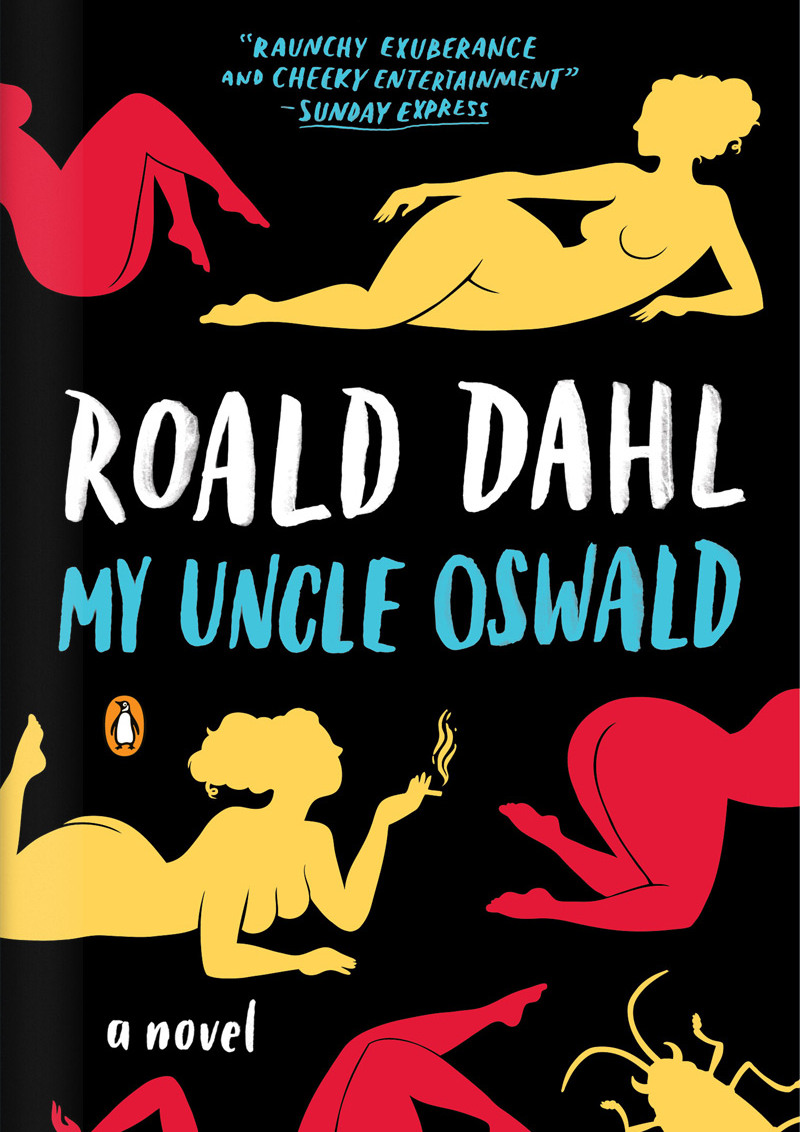 “RAUNCHY EXUBERANCE
AND CHEEKY ENTERTAINMENT”
–SUNDAY EXPRESS
ROALD DAHL
MY UNCLE OSWALD
a novel